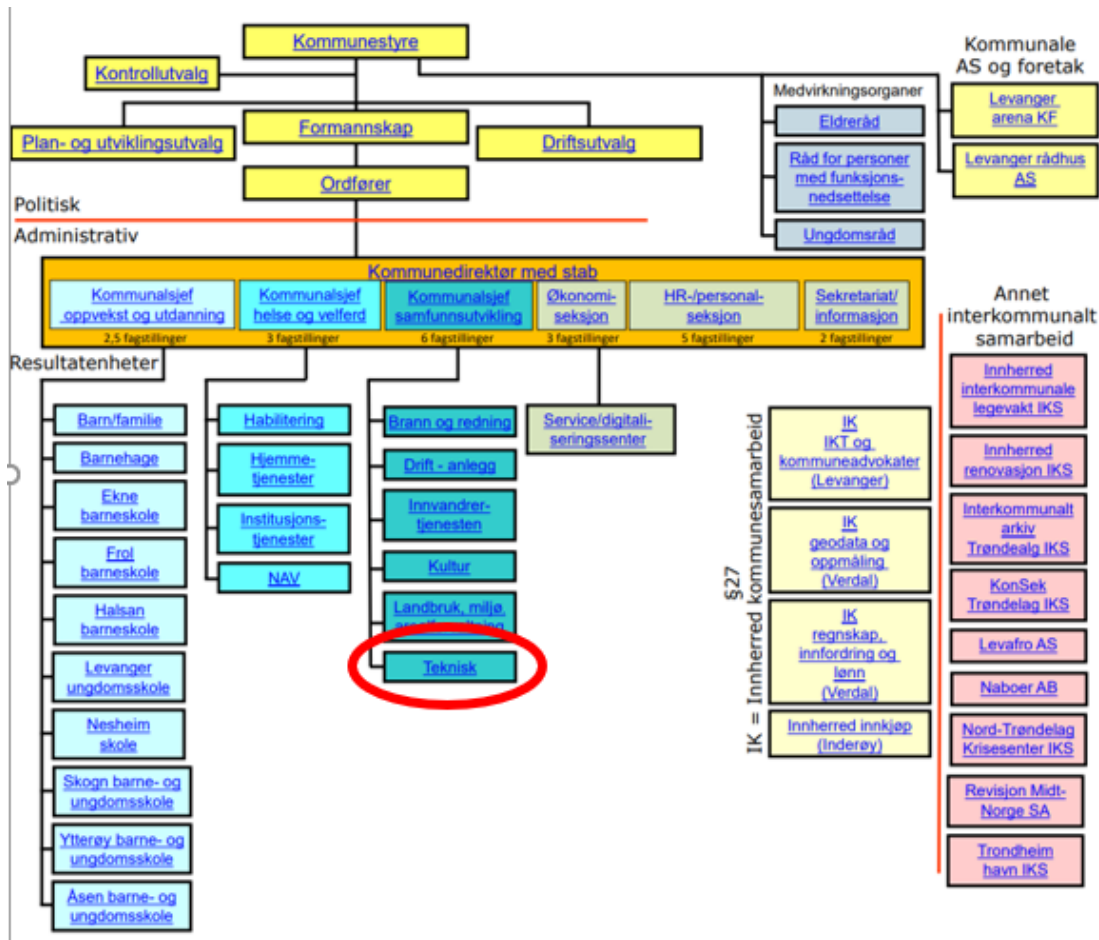 Kommunestyre
Kontrollutvalg
Plan- og utviklingsutvalg
Formannskap
Driftsutvalg
Ordfører
Politisk
Administrativ
Medvirkningsorganer
Eldreråd
Råd for personer
med funksjons-
nedsettelse
Ungdomsråd
Kommunale
AS og foretak
Levanger
arena KF
Levanger rådhus
AS
Kommunedirektør med stab
Kommunalsjef
oppvekst og utdanning
2,5 fagstillinger
Kommunalsjef
helse og velferd
3 fagstillinger
Kommunalsjef
samfunnsutvikling
6 fagstillinger
Økonomi-
seksjon
3 fagstillinger
HR-/personal-
seksjon
5 fagstillinger
Sekretariat/
informasjon
2 fagstillinger
Resultatenheter
Barn/familie
Barnehage
Ekne
barneskole
Frol
barneskole
Halsan
barneskole
Levanger
ungdomsskole
Nesheim
skole
Skogn barne- og
ungdomsskole
Ytterøy barne- og
ungdomsskole
Åsen barne- og
ungdomsskole
Habilitering
Hjemme-
tjenester
Institusjons-
tjenester
NAV
Brann og redning
Drift - anlegg
Innvandrer-
tjenesten
Kultur
Landbruk, miljø,
Teknisk
Service/digitali-
seringssenter
§27
IK = Innherred kommunesamarbeid
IK
IKT og
kommuneadvokater
(Levanger)
IK
geodata og
oppmåling
(Verdal)
IK
regnskap,
innfordring og
lønn
(Verdal)
Innherred innkjøp
(Inderøy)
Annet
interkommunalt
samarbeid
Innherred
interkommunale
legevakt IKS
Innherred
renovasjon IKS
Interkommunalt
arkiv
Trøndealg IKS
KonSek
Trøndelag IKS
Levafro AS
Naboer AB
Nord-Trøndelag
Krisesenter IKS
Revisjon Midt-
Norge SA
Trondheim
havn IKS